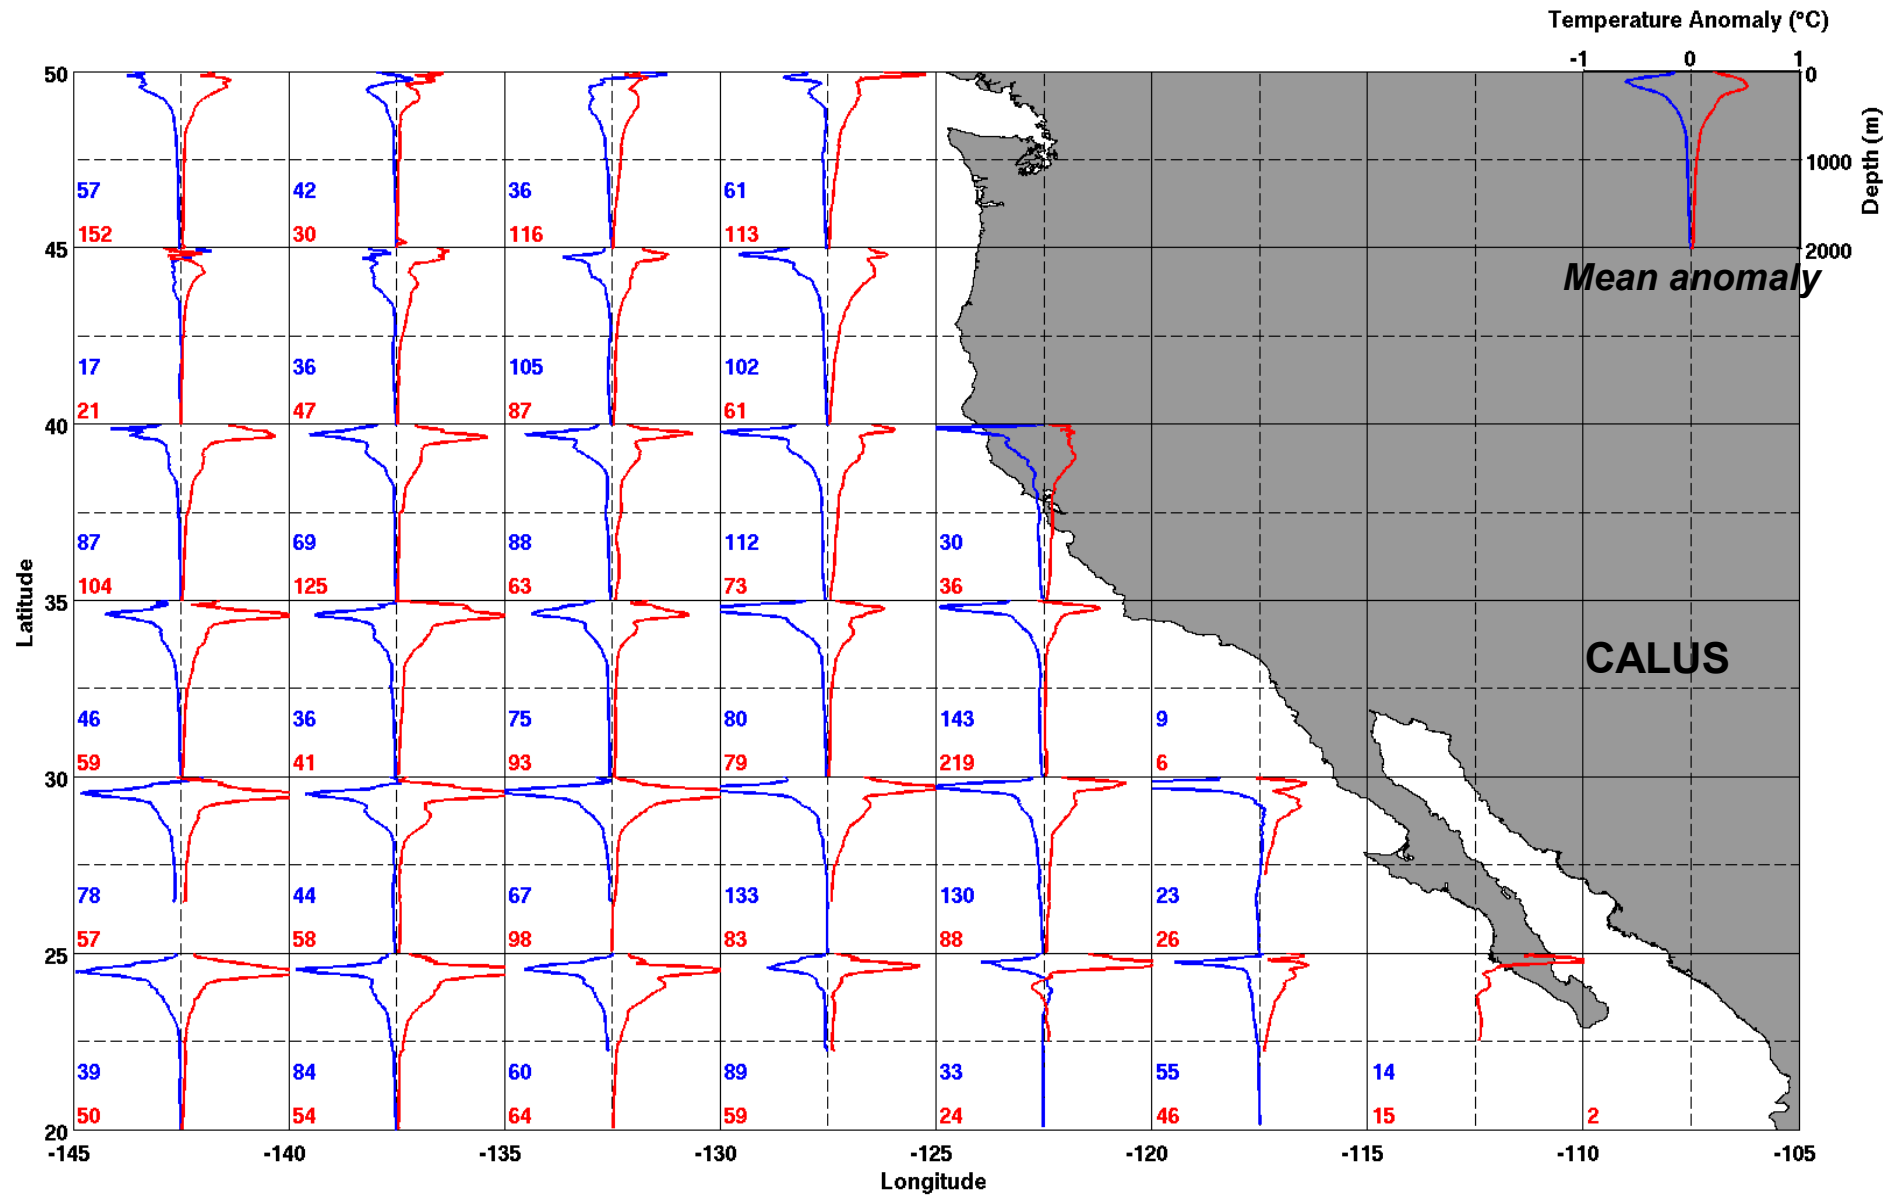 Temperature Anomaly (°C)
-1 0 1
50 0
Depth (m)
57 42 36 61 1000
152 30 116 113
45 2000
Mean anomaly
17 36 105 102
21 47 87 61
40
87 69 88 112 30
104 125 63 73 36
Latitude
35
CALUS
46 36 75 80 143 9
59 41 93 79 219 6
30
78 44 67 133 130 23
57 58 98 83 88 26
25
39 84 60 89 33 55 14
50 54 64 59 24 46 15 2
20
-145 -140 -135 -130 -125 -120 -115 -110 -105
Longitude